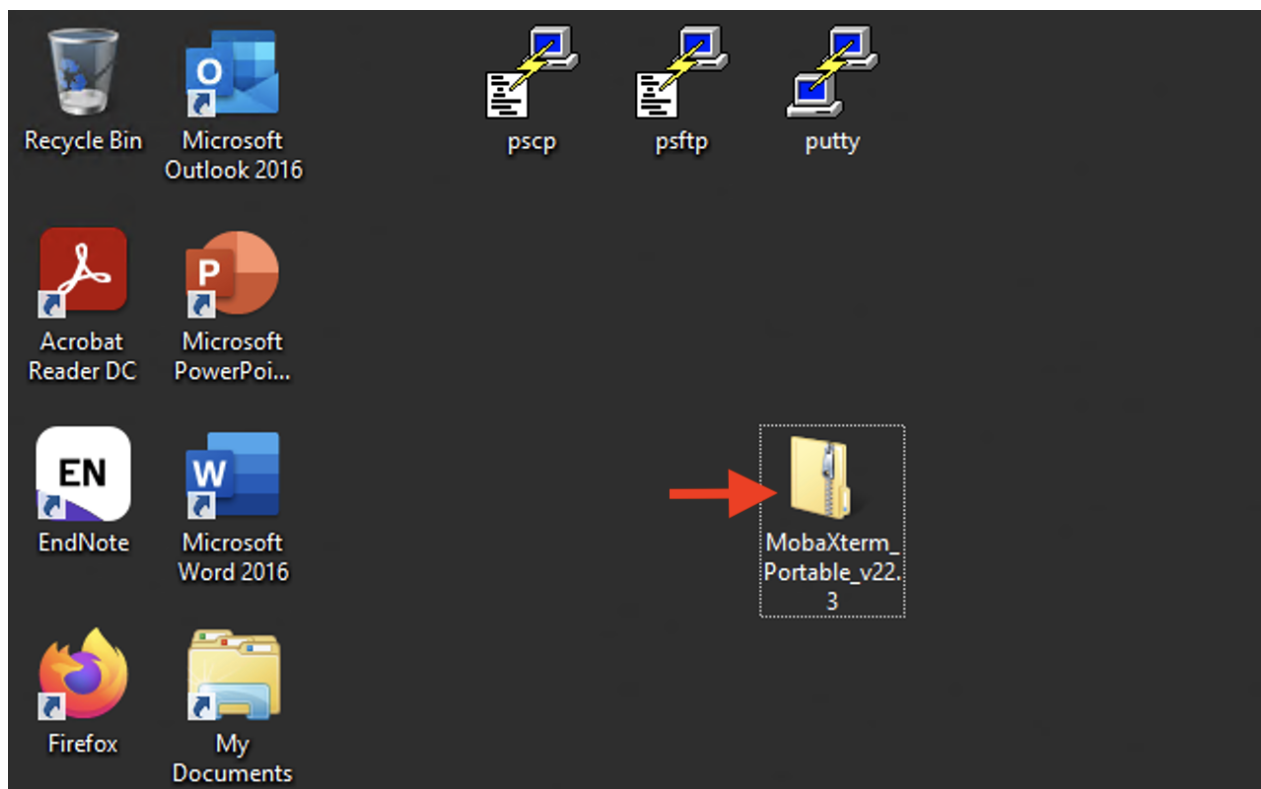 Recycle Bin
Microsoft
Outlook 2016
pscp
psftp
putty
Acrobat
Reader DC
Microsoft
PowerPoi...
EN
EndNote
Microsoft
Word 2016
MobaXterm_
Portable_v22.
3
Firefox
My
Documents
O
P
W